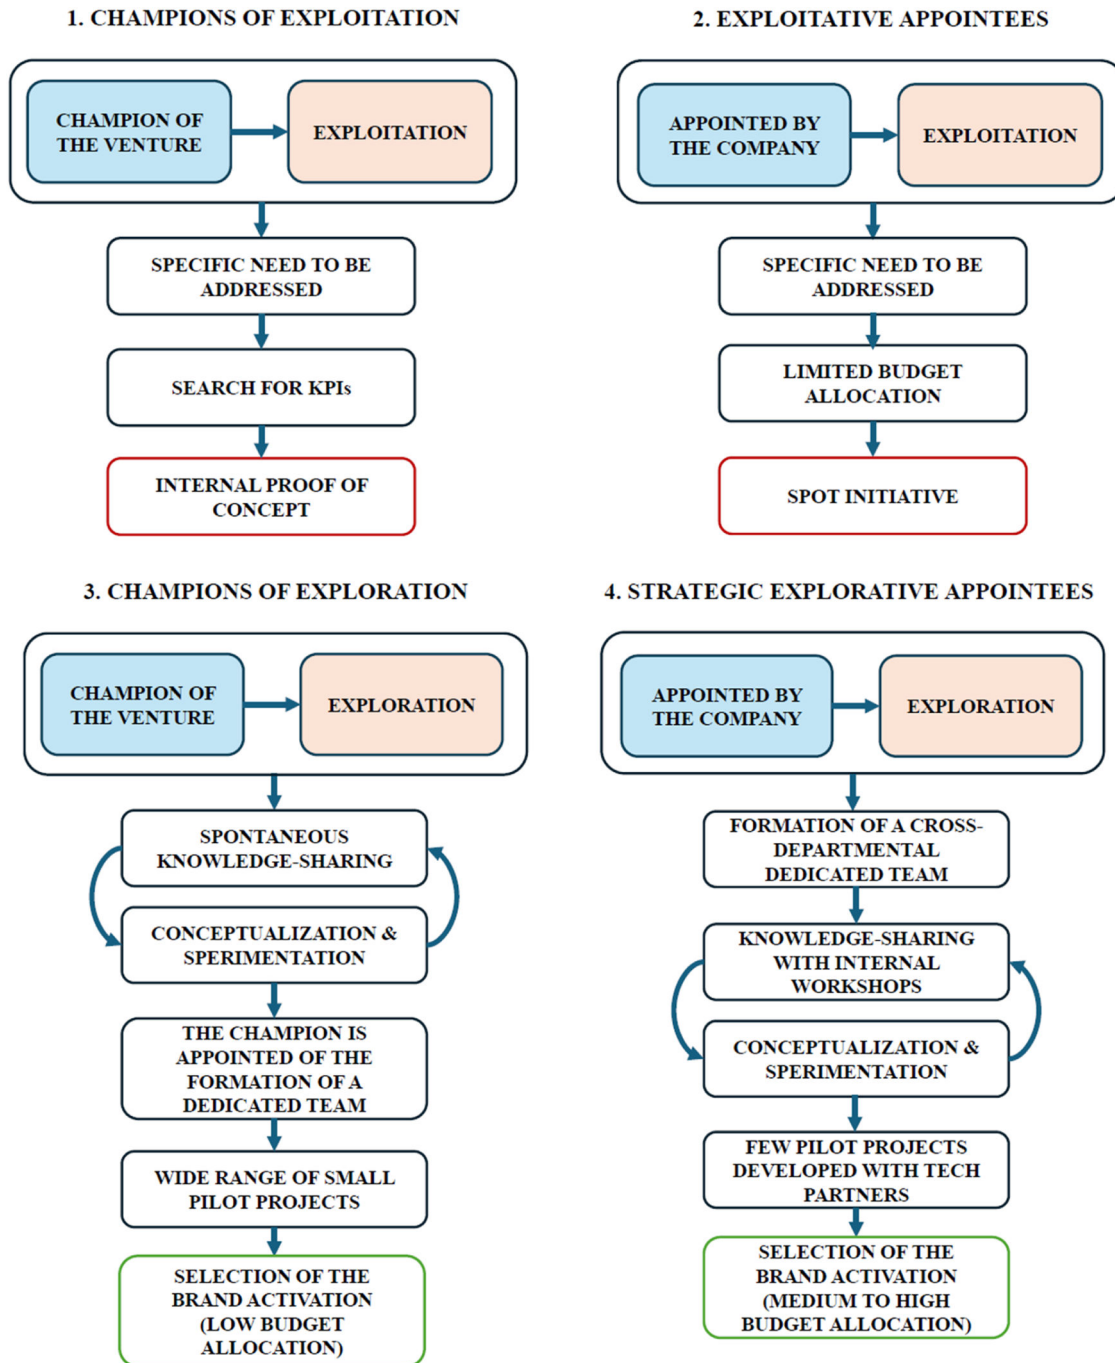 1. CHAMPIONS OF EXPLOITATION
CHAMPION OF
THE VENTURE
EXPLOITATION
SPECIFIC NEED TO BE
ADDRESSED
SEARCH FOR KPIs
INTERNAL PROOF OF
CONCEPT
2. EXPLOITATIVE APPOINTEES
APPOINTED BY
THE COMPANY
EXPLOITATION
SPECIFIC NEED TO BE
ADDRESSED
LIMITED BUDGET
ALLOCATION
SPOT INITIATIVE
3. CHAMPIONS OF EXPLORATION
CHAMPION OF
THE VENTURE
EXPLORATION
SPONTANEOUS
KNOWLEDGE-SHARING
CONCEPTUALIZATION &
SPERIMENTATION
THE CHAMPION IS
APPOINTED OF THE
FORMATION OF A
DEDICATED TEAM
WIDE RANGE OF SMALL
PILOT PROJECTS
SELECTION OF THE
BRAND ACTIVATION
(LOW BUDGET
ALLOCATION)
4. STRATEGIC EXPLORATIVE APPOINTEES
APPOINTED BY
THE COMPANY
EXPLORATION
FORMATION OF A CROSS-
DEPARTMENTAL
DEDICATED TEAM
KNOWLEDGE-SHARING
WITH INTERNAL
WORKSHOPS
CONCEPTUALIZATION &
SPERIMENTATION
FEW PILOT PROJECTS
DEVELOPED WITH TECH
PARTNERS
SELECTION OF THE
BRAND ACTIVATION
(MEDIUM TO HIGH
BUDGET ALLOCATION)